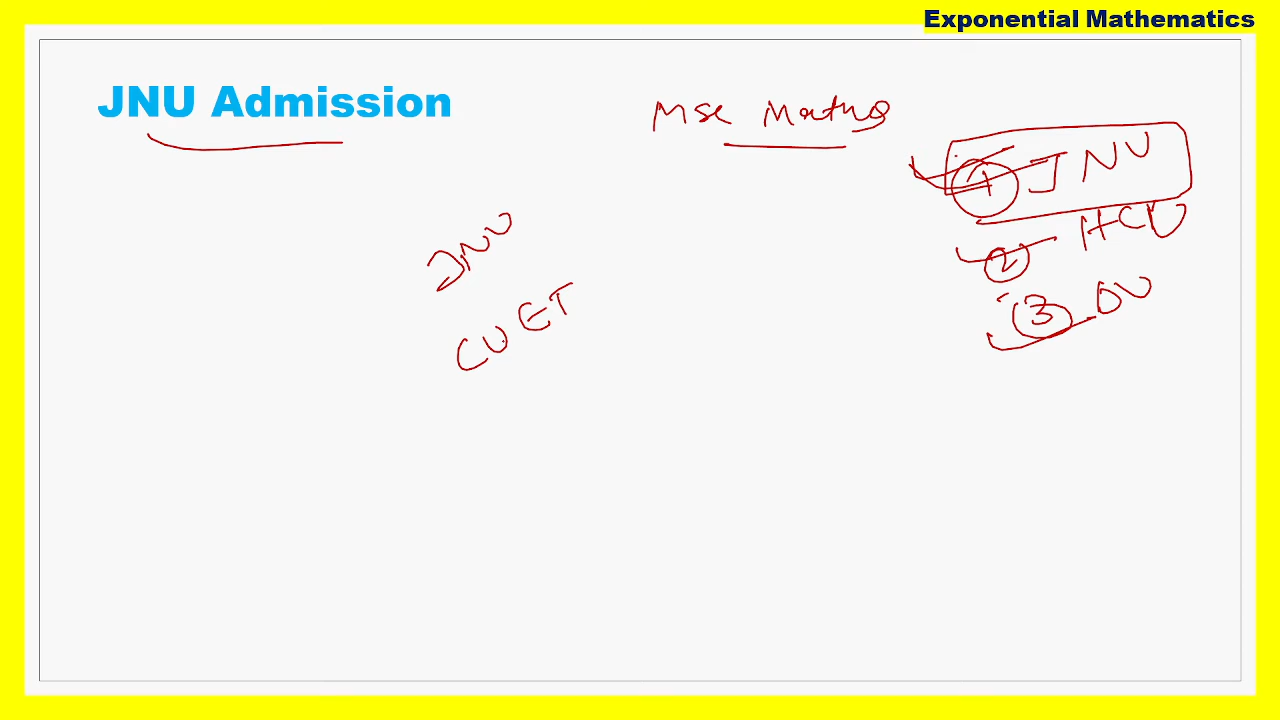 Exponential Mathematics
JNU Admission
MSc Maths
1 JNU
2 HCU
3 DU
JNU
CUET